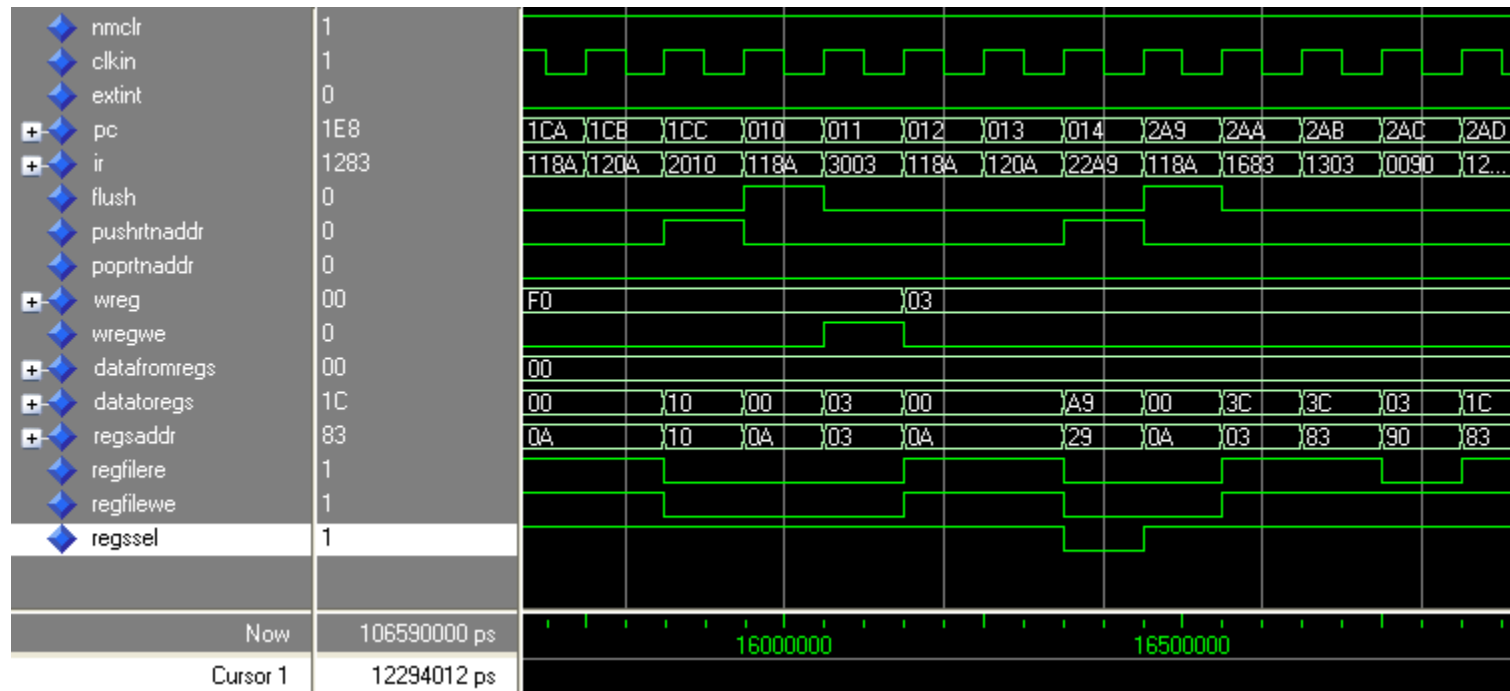 nmclr 1
clkin 1
extint 0
pc 1E8 1CA 1CB 1CC 010 011 012 013 014 2A9 2AA 2AB 2AC 2AD
ir 1283 118A 120A 2010 118A 3003 118A 120A 22A9 118A 1683 1303 0090 12...
flush 0
pushrtnaddr 0
poprtnaddr 0
wreg 00 F0 03
wregwe 0
datafromregs 00 00
datatoregs 1C 00 10 00 03 00 A9 00 3C 3C 03 1C
regsaddr 83 0A 10 0A 03 0A 29 0A 03 83 90 83
regfilere 1
regfilewe 1
regssel 1
Now 106590000 ps 16000000 16500000
Cursor 1 12294012 ps